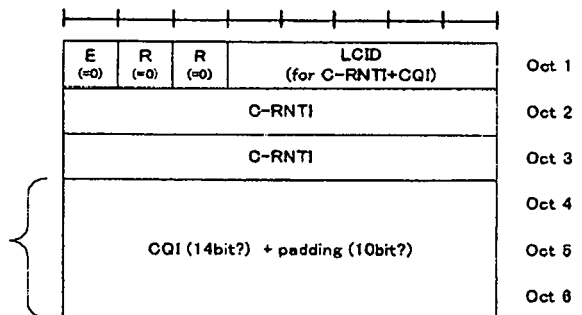 E R R LCID
(=0) (=0) (=0) (for C-RNTI+CQI) Oct 1
C-RNTI Oct 2
C-RNTI Oct 3
Oct 4
CQI (14bit?) + padding (10bit?) Oct 5
Oct 6